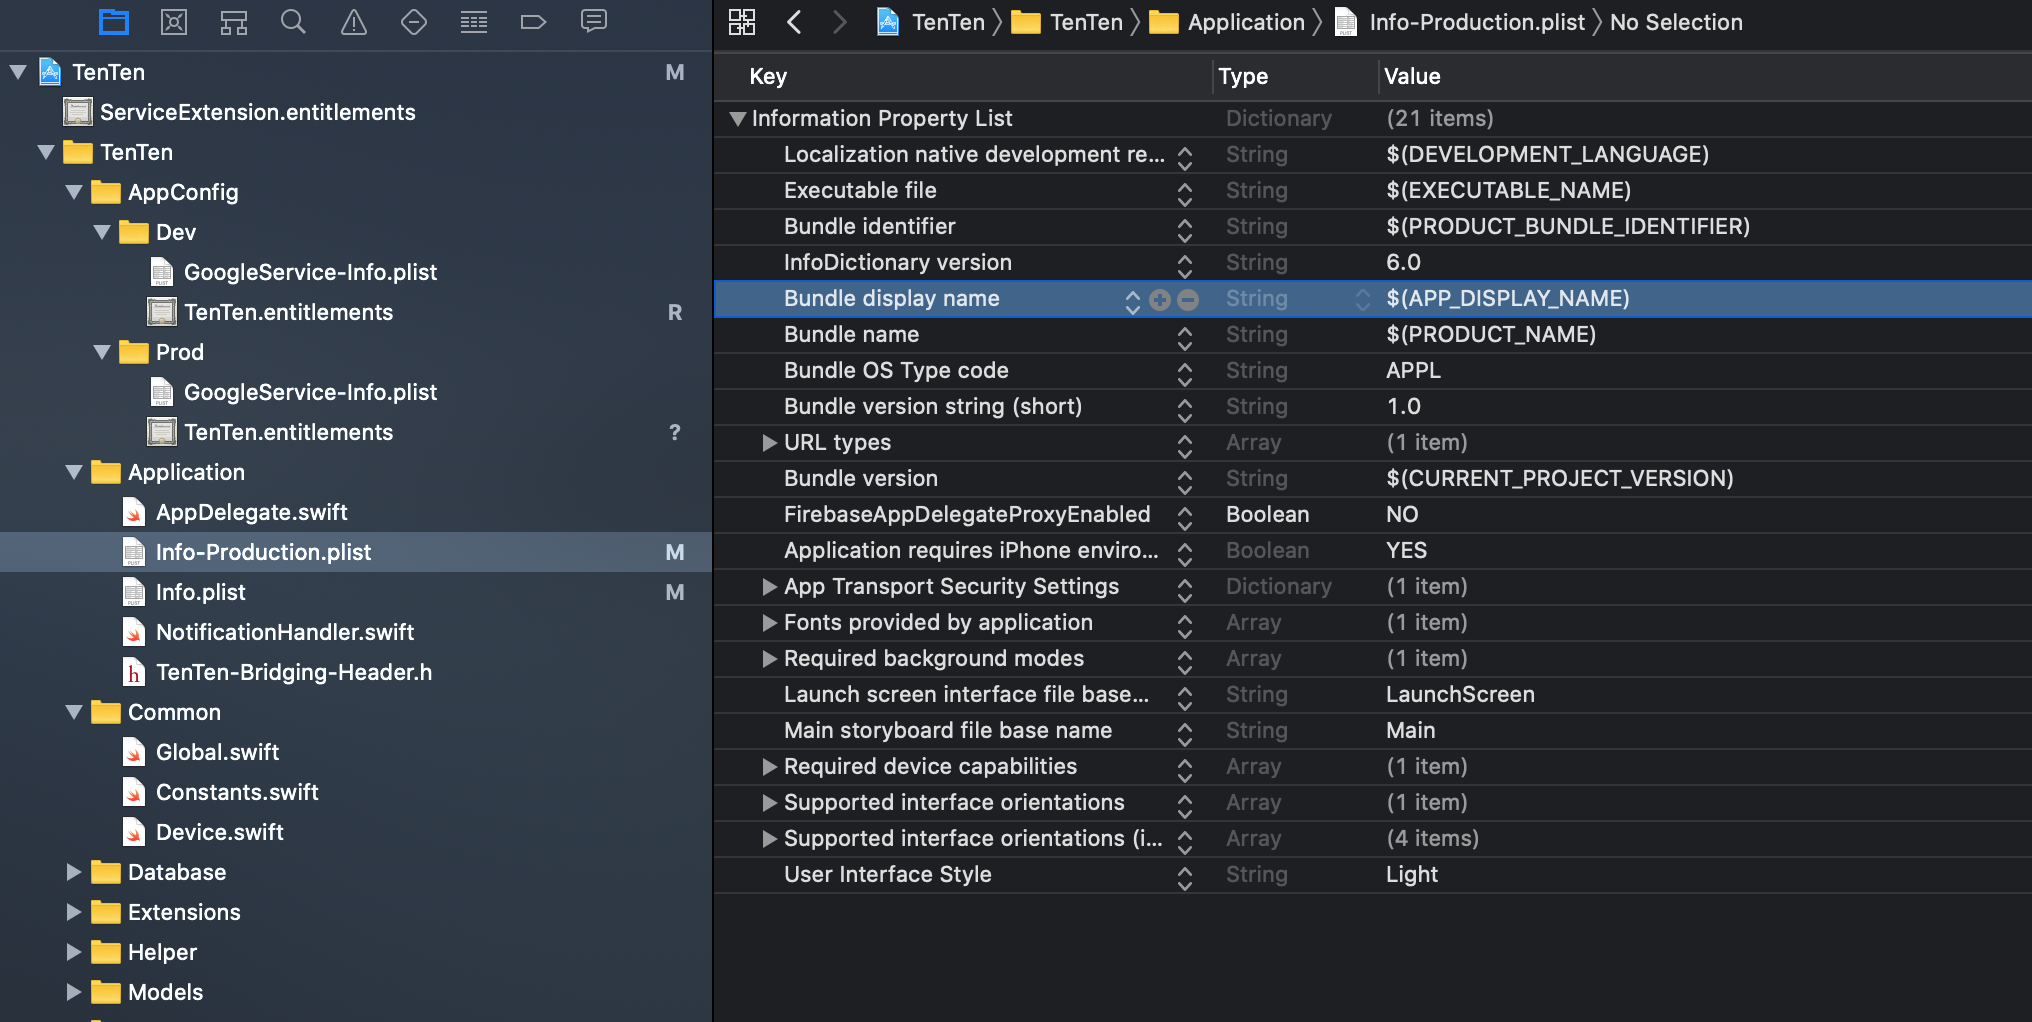 TenTen M
ServiceExtension.entitlements
TenTen
AppConfig
Dev
GoogleService-Info.plist
TenTen.entitlements R
Prod
GoogleService-Info.plist
TenTen.entitlements ?
Application
AppDelegate.swift
Info-Production.plist M
Info.plist M
NotificationHandler.swift
TenTen-Bridging-Header.h
Common
Global.swift
Constants.swift
Device.swift
Database
Extensions
Helper
Models
TenTen TenTen Application Info-Production.plist No Selection
Key Type Value
Information Property List Dictionary (21 items)
Localization native development re... String $(DEVELOPMENT_LANGUAGE)
Executable file String $(EXECUTABLE_NAME)
Bundle identifier String $(PRODUCT_BUNDLE_IDENTIFIER)
InfoDictionary version String 6.0
Bundle display name String $(APP_DISPLAY_NAME)
Bundle name String $(PRODUCT_NAME)
Bundle OS Type code String APPL
Bundle version string (short) String 1.0
URL types Array (1 item)
Bundle version String $(CURRENT_PROJECT_VERSION)
FirebaseAppDelegateProxyEnabled Boolean NO
Application requires iPhone enviro... Boolean YES
App Transport Security Settings Dictionary (1 item)
Fonts provided by application Array (1 item)
Required background modes Array (1 item)
Launch screen interface file base... String LaunchScreen
Main storyboard file base name String Main
Required device capabilities Array (1 item)
Supported interface orientations Array (1 item)
Supported interface orientations (i... Array (4 items)
User Interface Style String Light